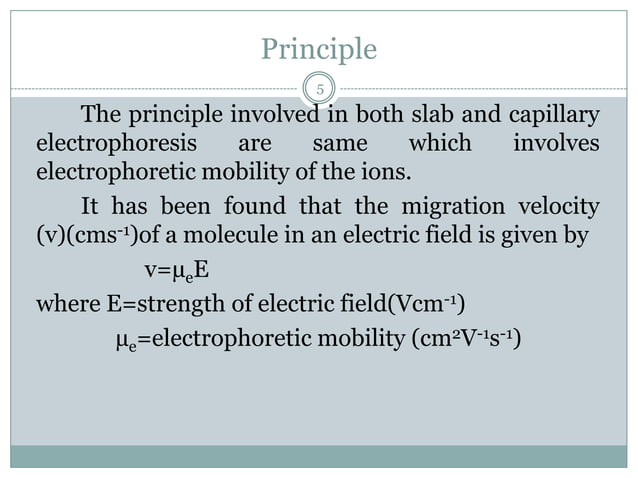 Principle
5
The principle involved in both slab and capillary
electrophoresis are same which involves
electrophoretic mobility of the ions.
It has been found that the migration velocity
(v)(cms⁻¹)of a molecule in an electric field is given by
v=μₑE
where E=strength of electric field(Vcm⁻¹)
μₑ=electrophoretic mobility (cm²V⁻¹s⁻¹)